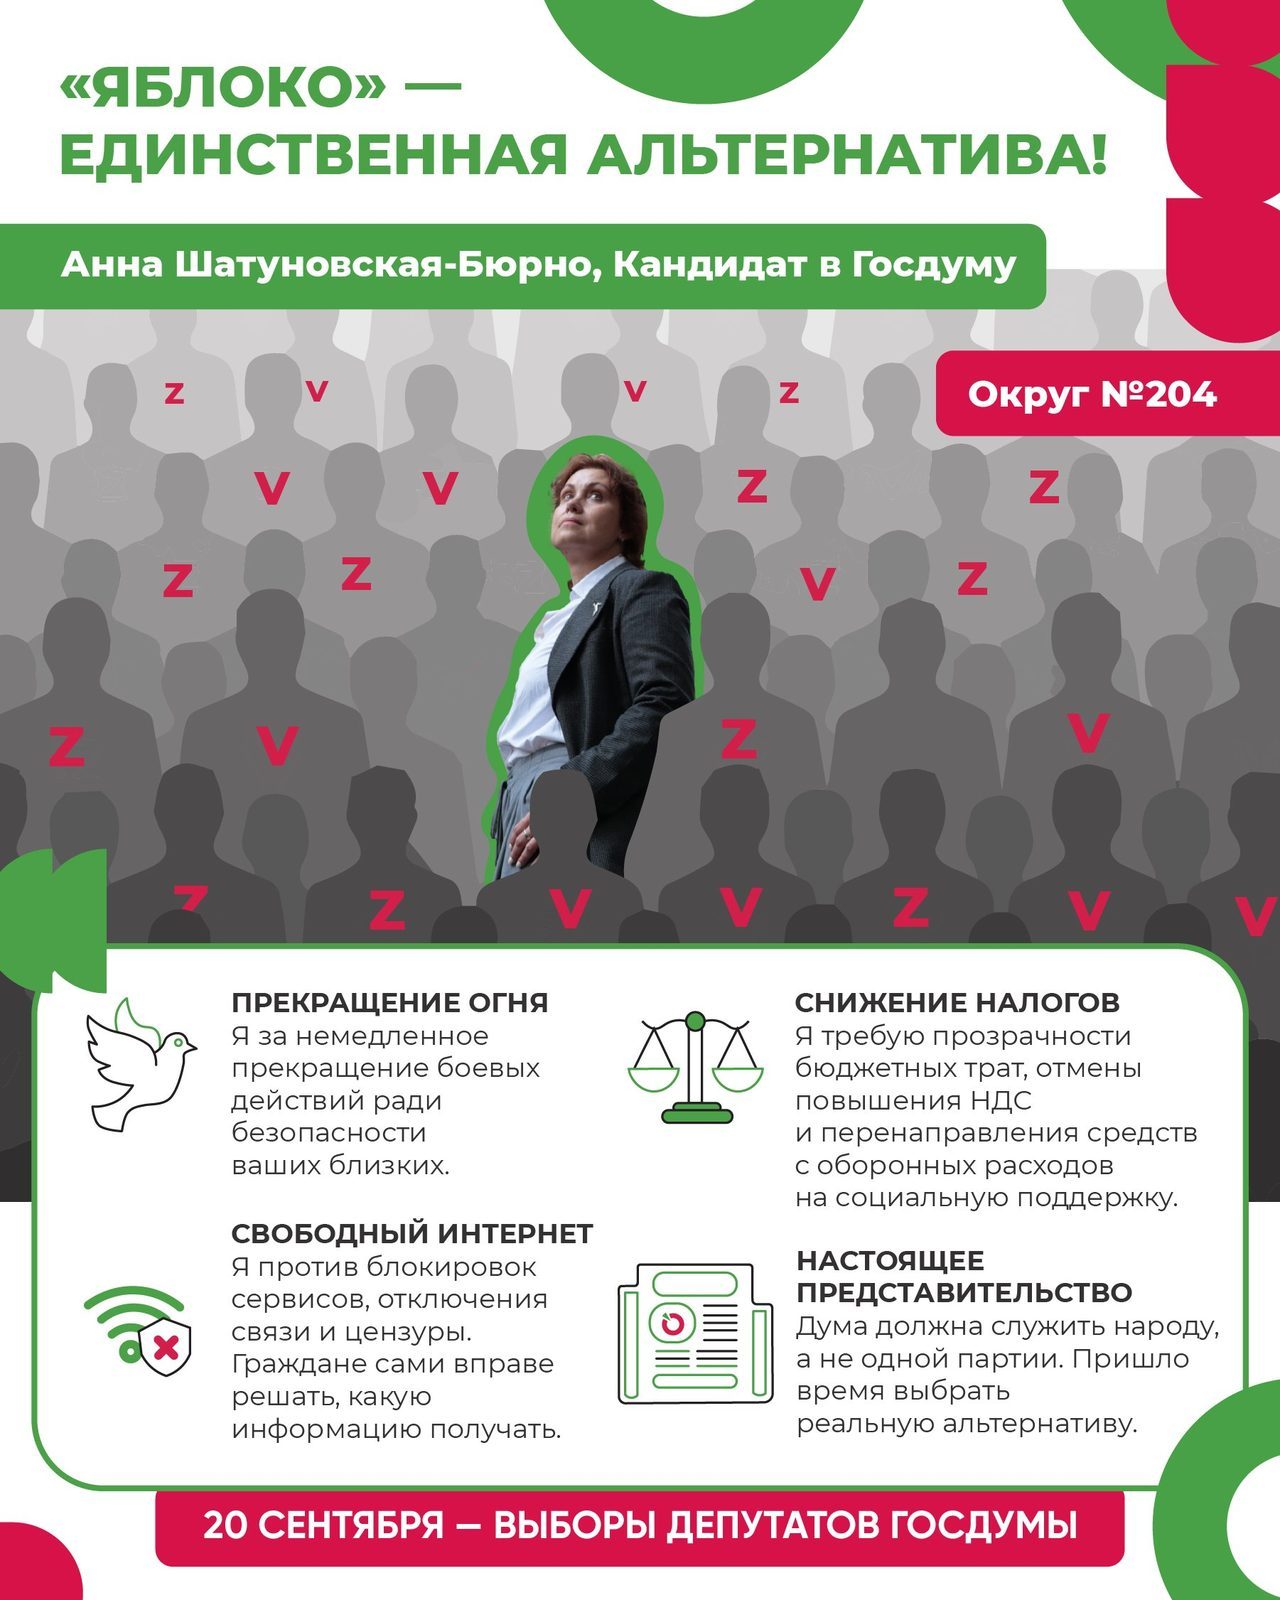 «ЯБЛОКО» —
ЕДИНСТВЕННАЯ АЛЬТЕРНАТИВА!
Анна Шатуновская-Бюрно, Кандидат в Госдуму
Округ №204
Z V V Z
V V Z Z
Z Z V Z
Z V Z V
Z Z V V Z V V
ПРЕКРАЩЕНИЕ ОГНЯ
Я за немедленное
прекращение боевых
действий ради
безопасности
ваших близких.
СНИЖЕНИЕ НАЛОГОВ
Я требую прозрачности
бюджетных трат, отмены
повышения НДС
и перенаправления средств
с оборонных расходов
на социальную поддержку.
СВОБОДНЫЙ ИНТЕРНЕТ
Я против блокировок
сервисов, отключения
связи и цензуры.
Граждане сами вправе
решать, какую
информацию получать.
НАСТОЯЩЕЕ
ПРЕДСТАВИТЕЛЬСТВО
Дума должна служить народу,
а не одной партии. Пришло
время выбрать
реальную альтернативу.
20 СЕНТЯБРЯ — ВЫБОРЫ ДЕПУТАТОВ ГОСДУМЫ